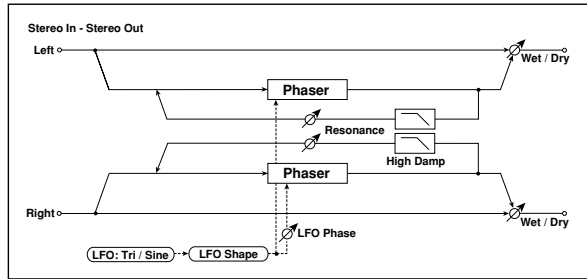 Stereo In - Stereo Out
Left
Wet / Dry
Phaser
Resonance
High Damp
Phaser
Right
Wet / Dry
LFO Phase
LFO: Tri / Sine
LFO Shape